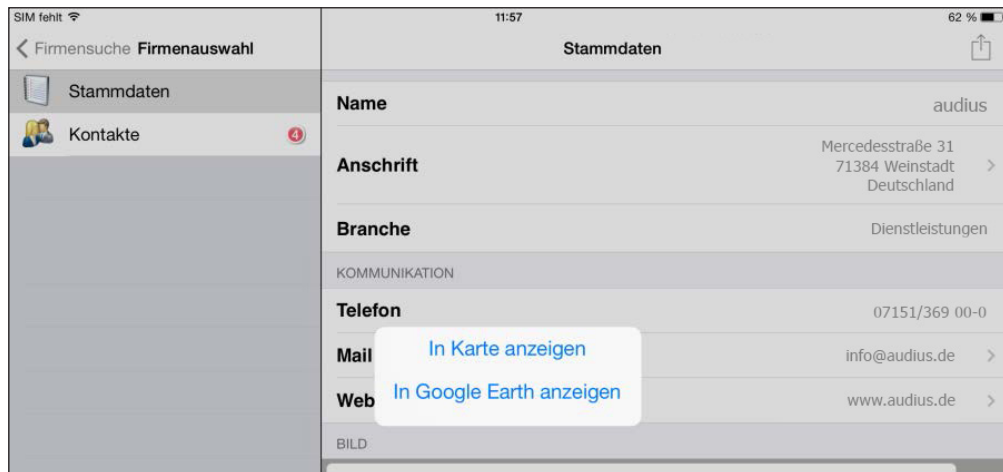 SIM fehlt
11:57
62 %
Firmensuche Firmenauswahl
Stammdaten
Stammdaten
Kontakte
4
Name
audius
Anschrift
Mercedesstraße 31
71384 Weinstadt
Deutschland
Branche
Dienstleistungen
KOMMUNIKATION
Telefon
07151/369 00-0
Mail
info@audius.de
Web
www.audius.de
In Karte anzeigen
In Google Earth anzeigen
BILD